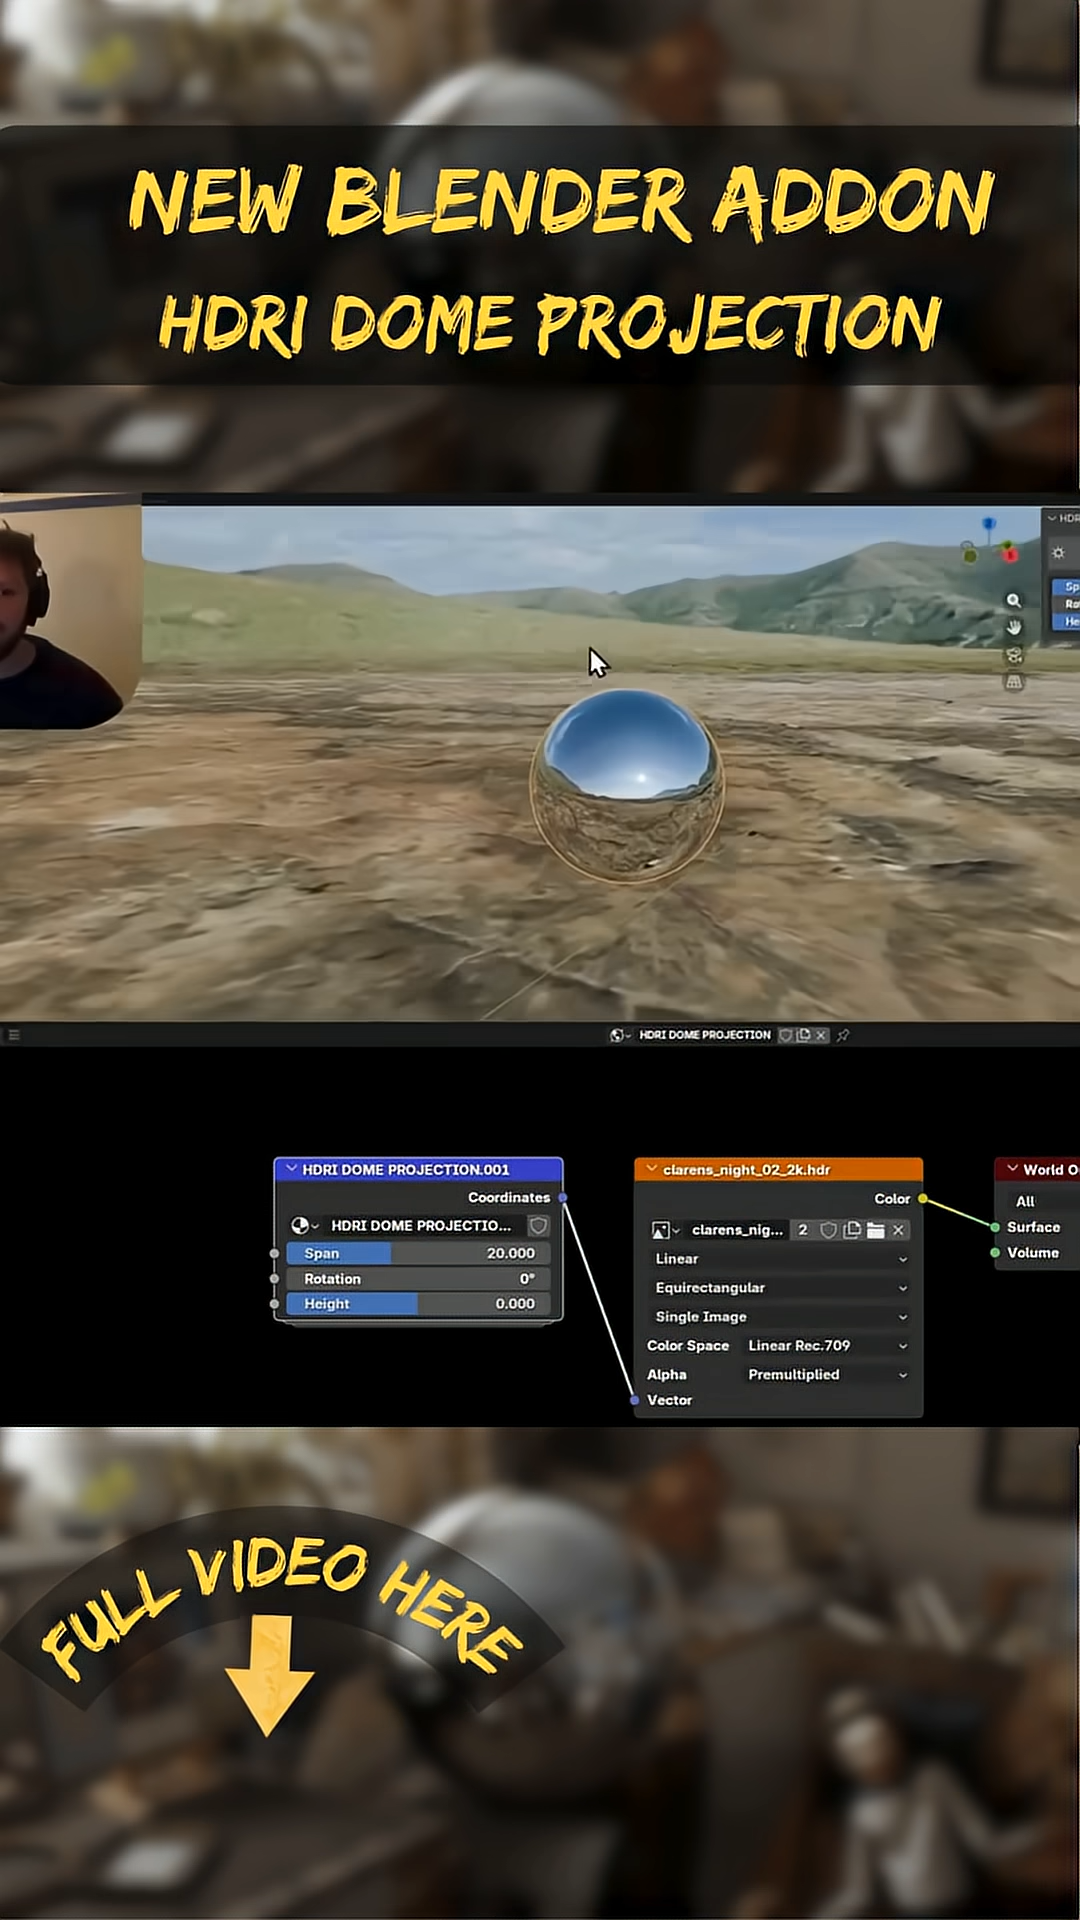 NEW BLENDER ADDON
HDRI DOME PROJECTION
HDRI DOME PROJECTION
HDRI DOME PROJECTION.001
Coordinates
HDRI DOME PROJECTIO...
Span 20.000
Rotation 0°
Height 0.000
clarens_night_02_2k.hdr
Color
clarens_nig... 2
Linear
Equirectangular
Single Image
Color Space Linear Rec.709
Alpha Premultiplied
Vector
World O
All
Surface
Volume
FULL VIDEO HERE